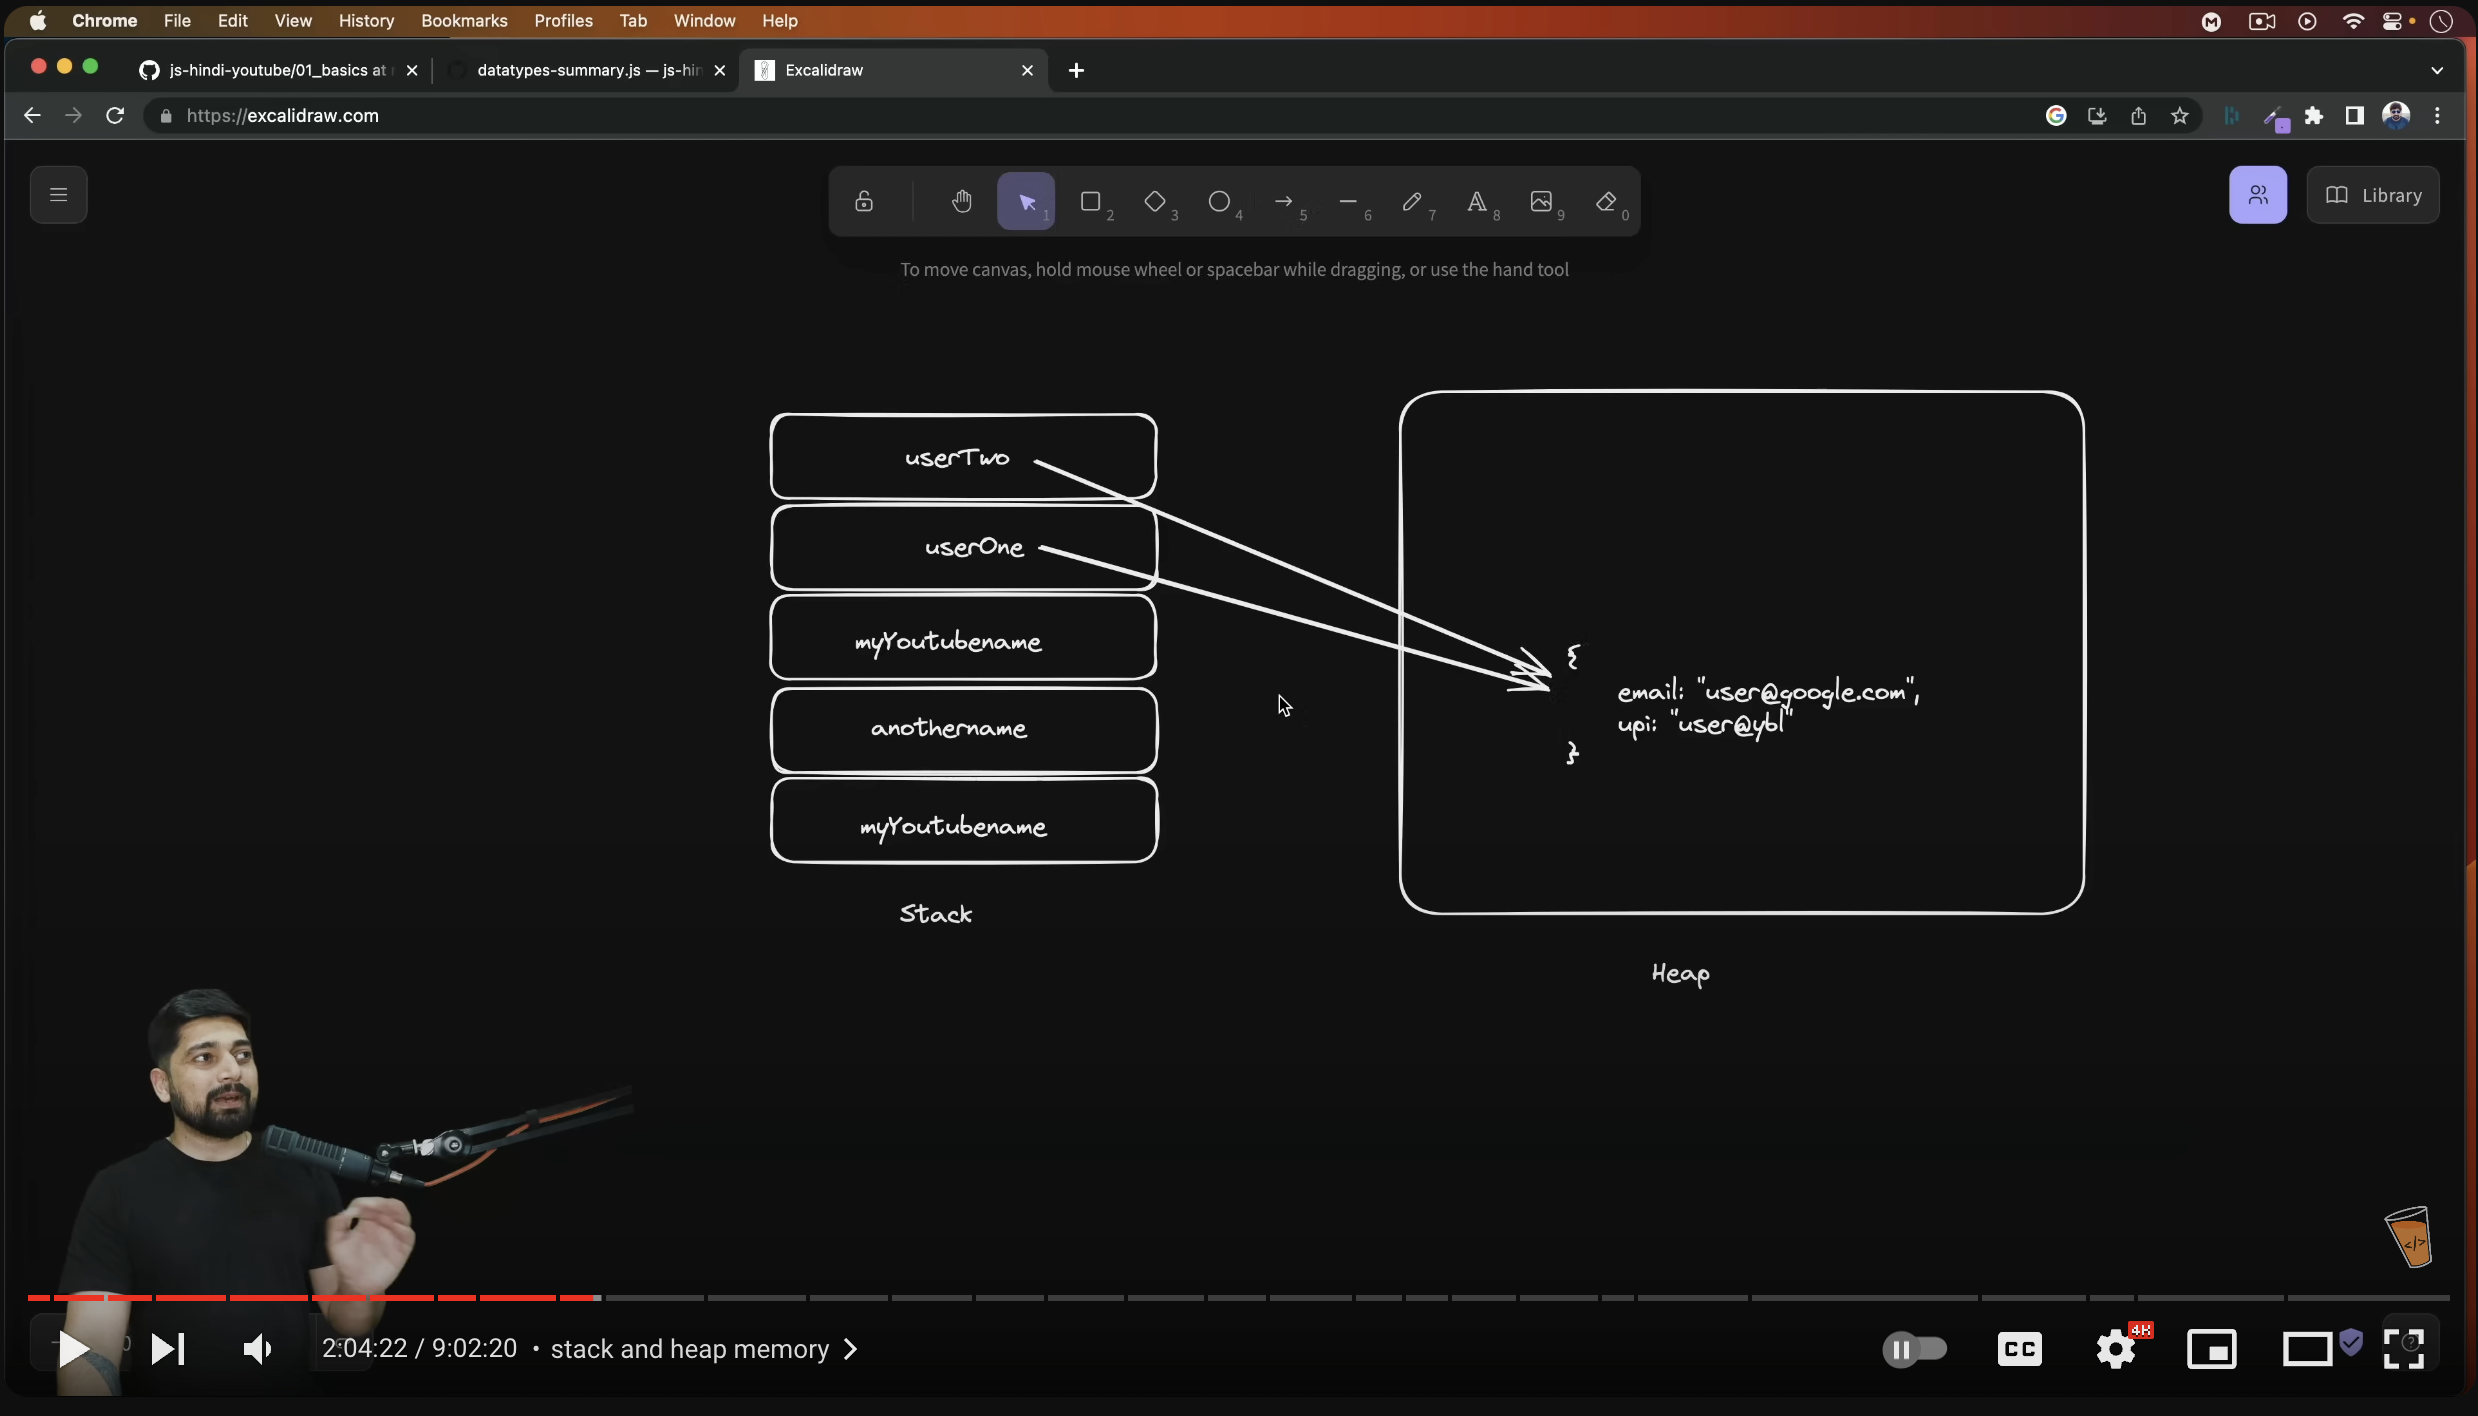 Chrome File Edit View History Bookmarks Profiles Tab Window Help
js-hindi-youtube/01_basics at
datatypes-summary.js — js-hin
Excalidraw
https://excalidraw.com
1 2 3 4 5 6 7 8 9 0
Library
To move canvas, hold mouse wheel or spacebar while dragging, or use the hand tool
userTwo
userOne
myYoutubename
anothername
myYoutubename
Stack
{
email: "user@google.com",
upi: "user@ybl"
}
Heap
</>
2:04:22 / 9:02:20 • stack and heap memory
CC
4K